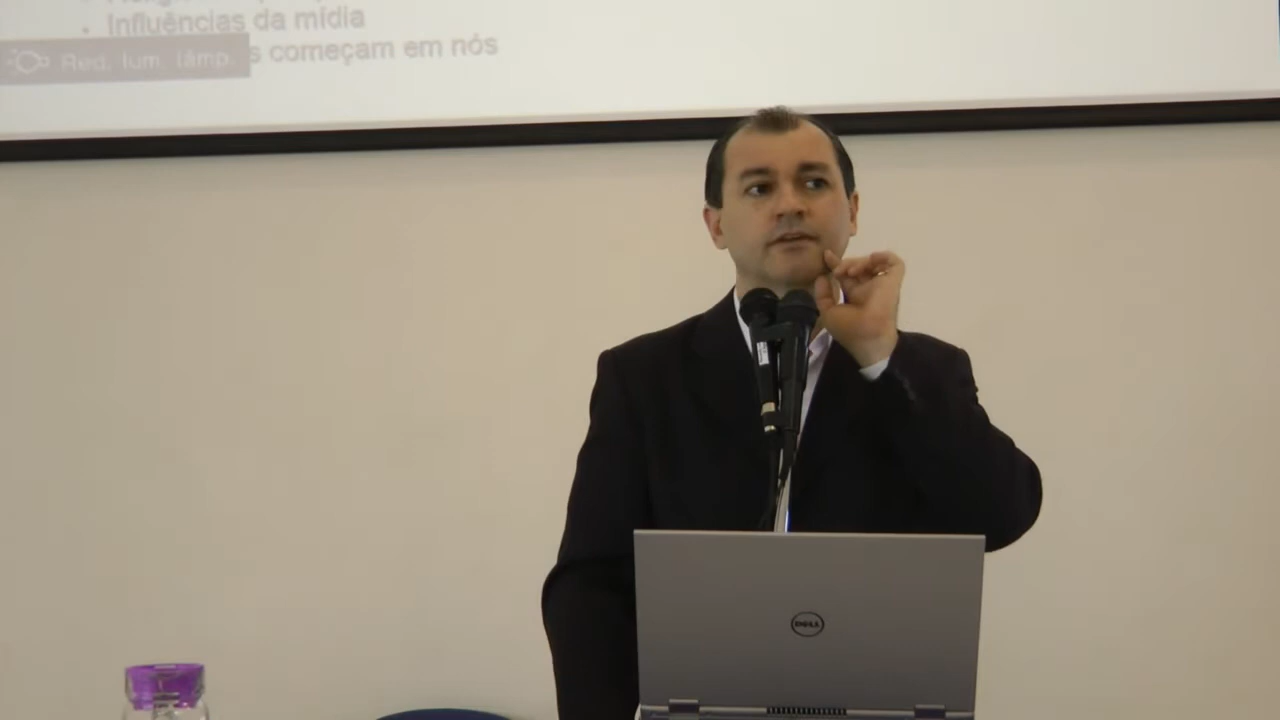 Influências da mídia
s começam em nós
Red. lum. lâmp.
DELL